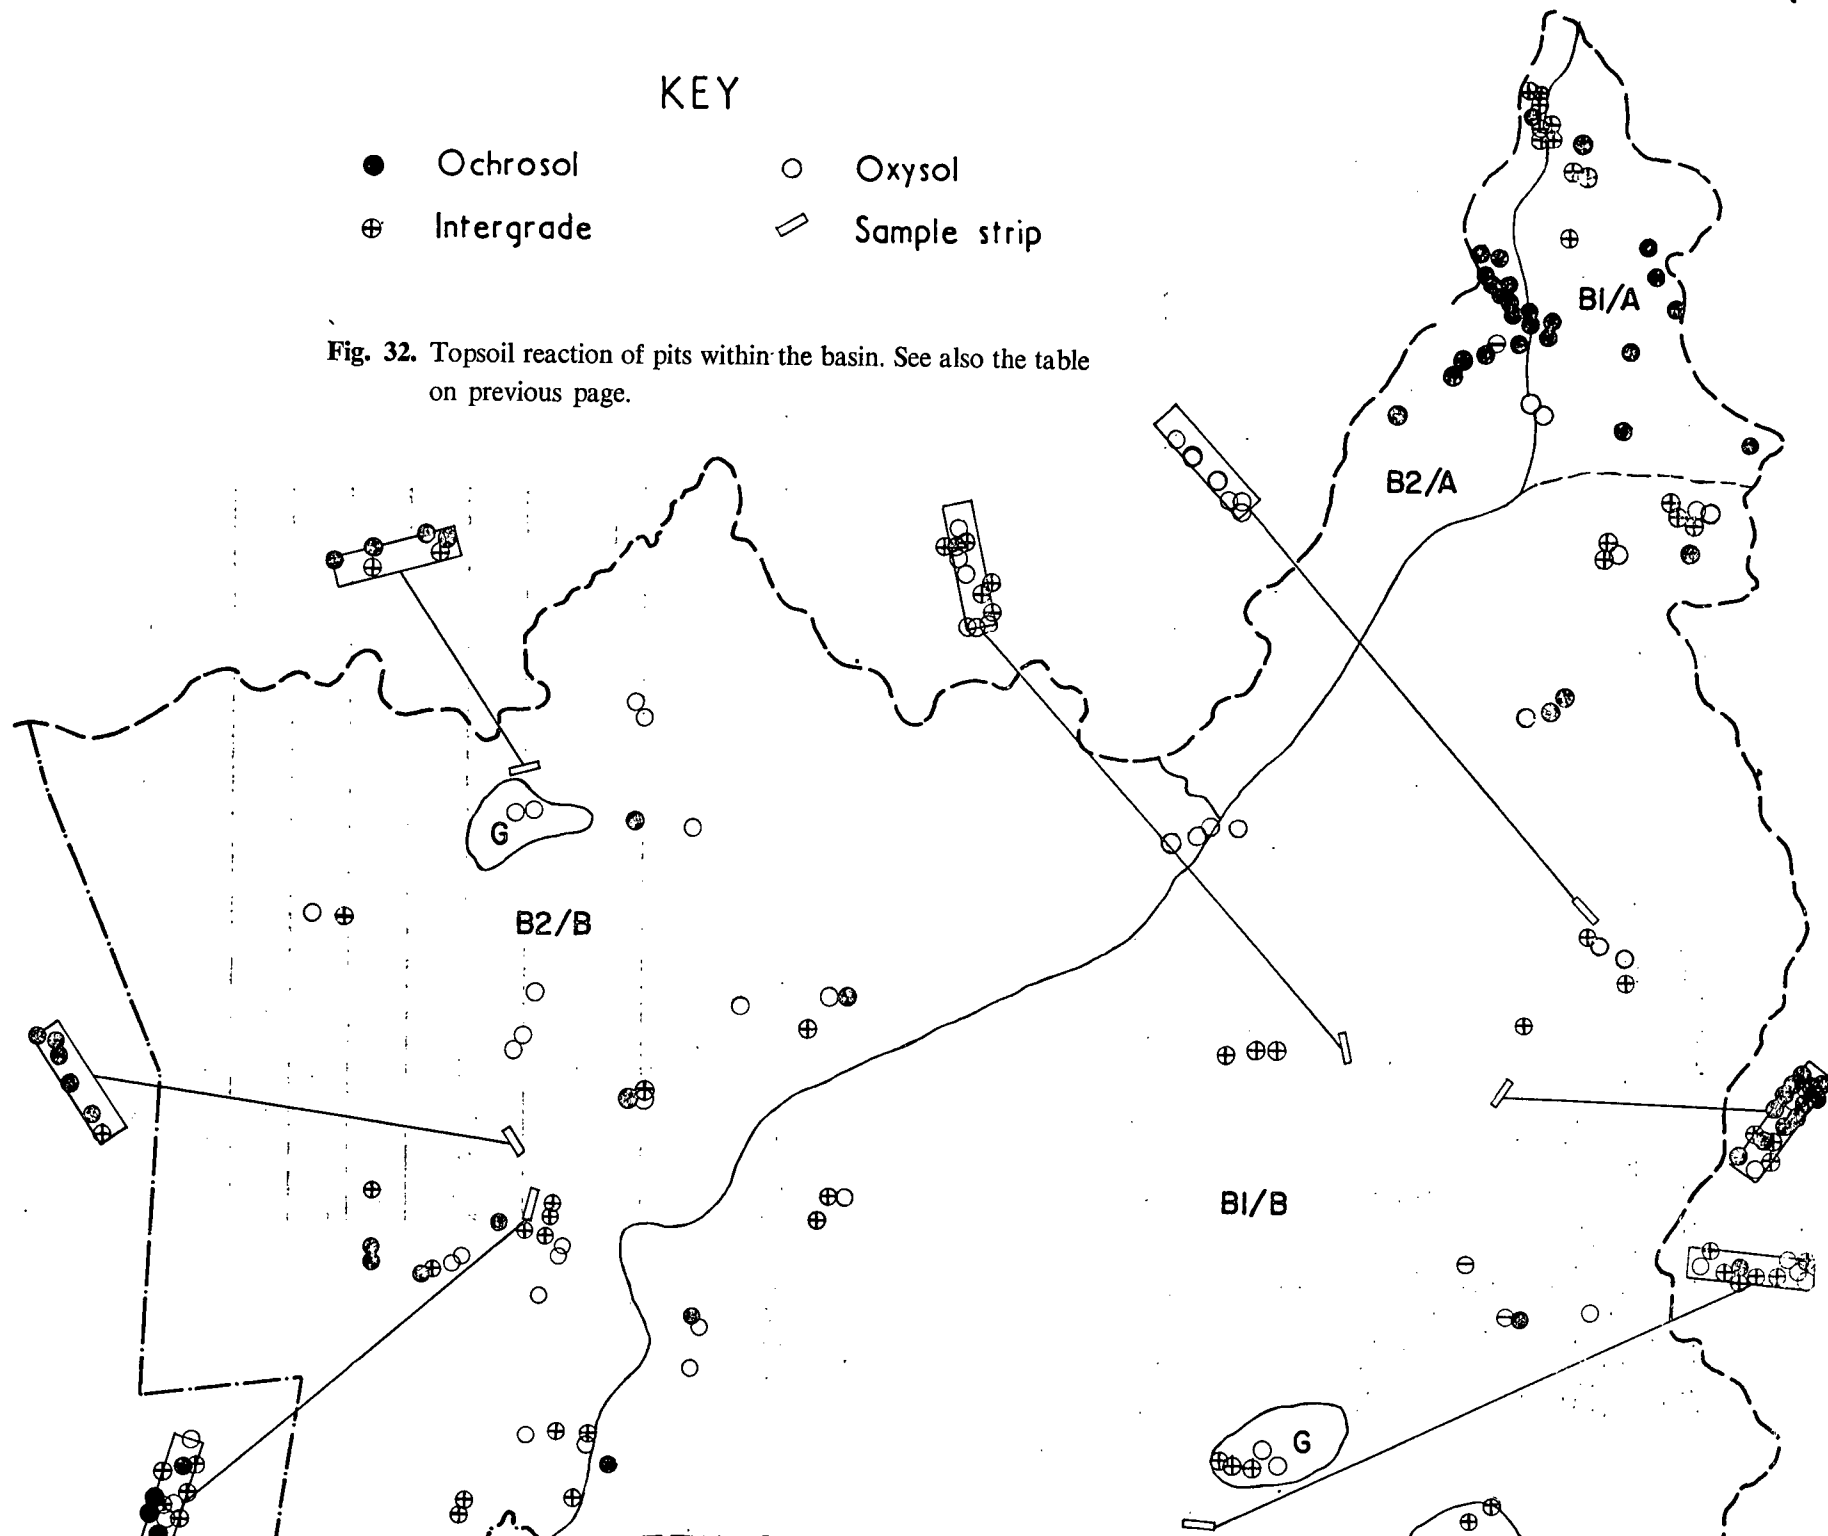 KEY
Ochrosol
Oxysol
Intergrade
Sample strip
Fig. 32. Topsoil reaction of pits within the basin. See also the table
on previous page.
B1/A
B2/A
G
B2/B
B1/B
G